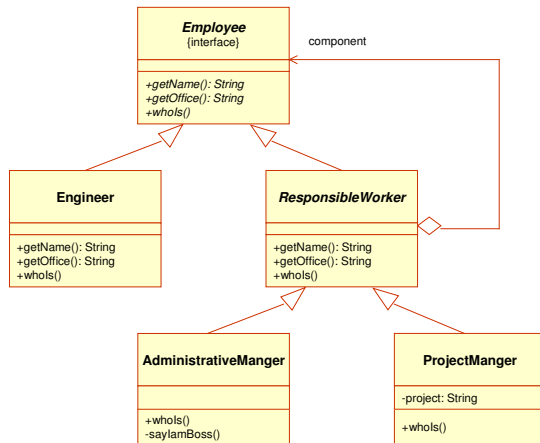 Employee
{interface}
component
+getName(): String
+getOffice(): String
+whoIs()
Engineer
+getName(): String
+getOffice(): String
+whoIs()
ResponsibleWorker
+getName(): String
+getOffice(): String
+whoIs()
AdministrativeManger
+whoIs()
-sayIamBoss()
ProjectManger
-project: String
+whoIs()